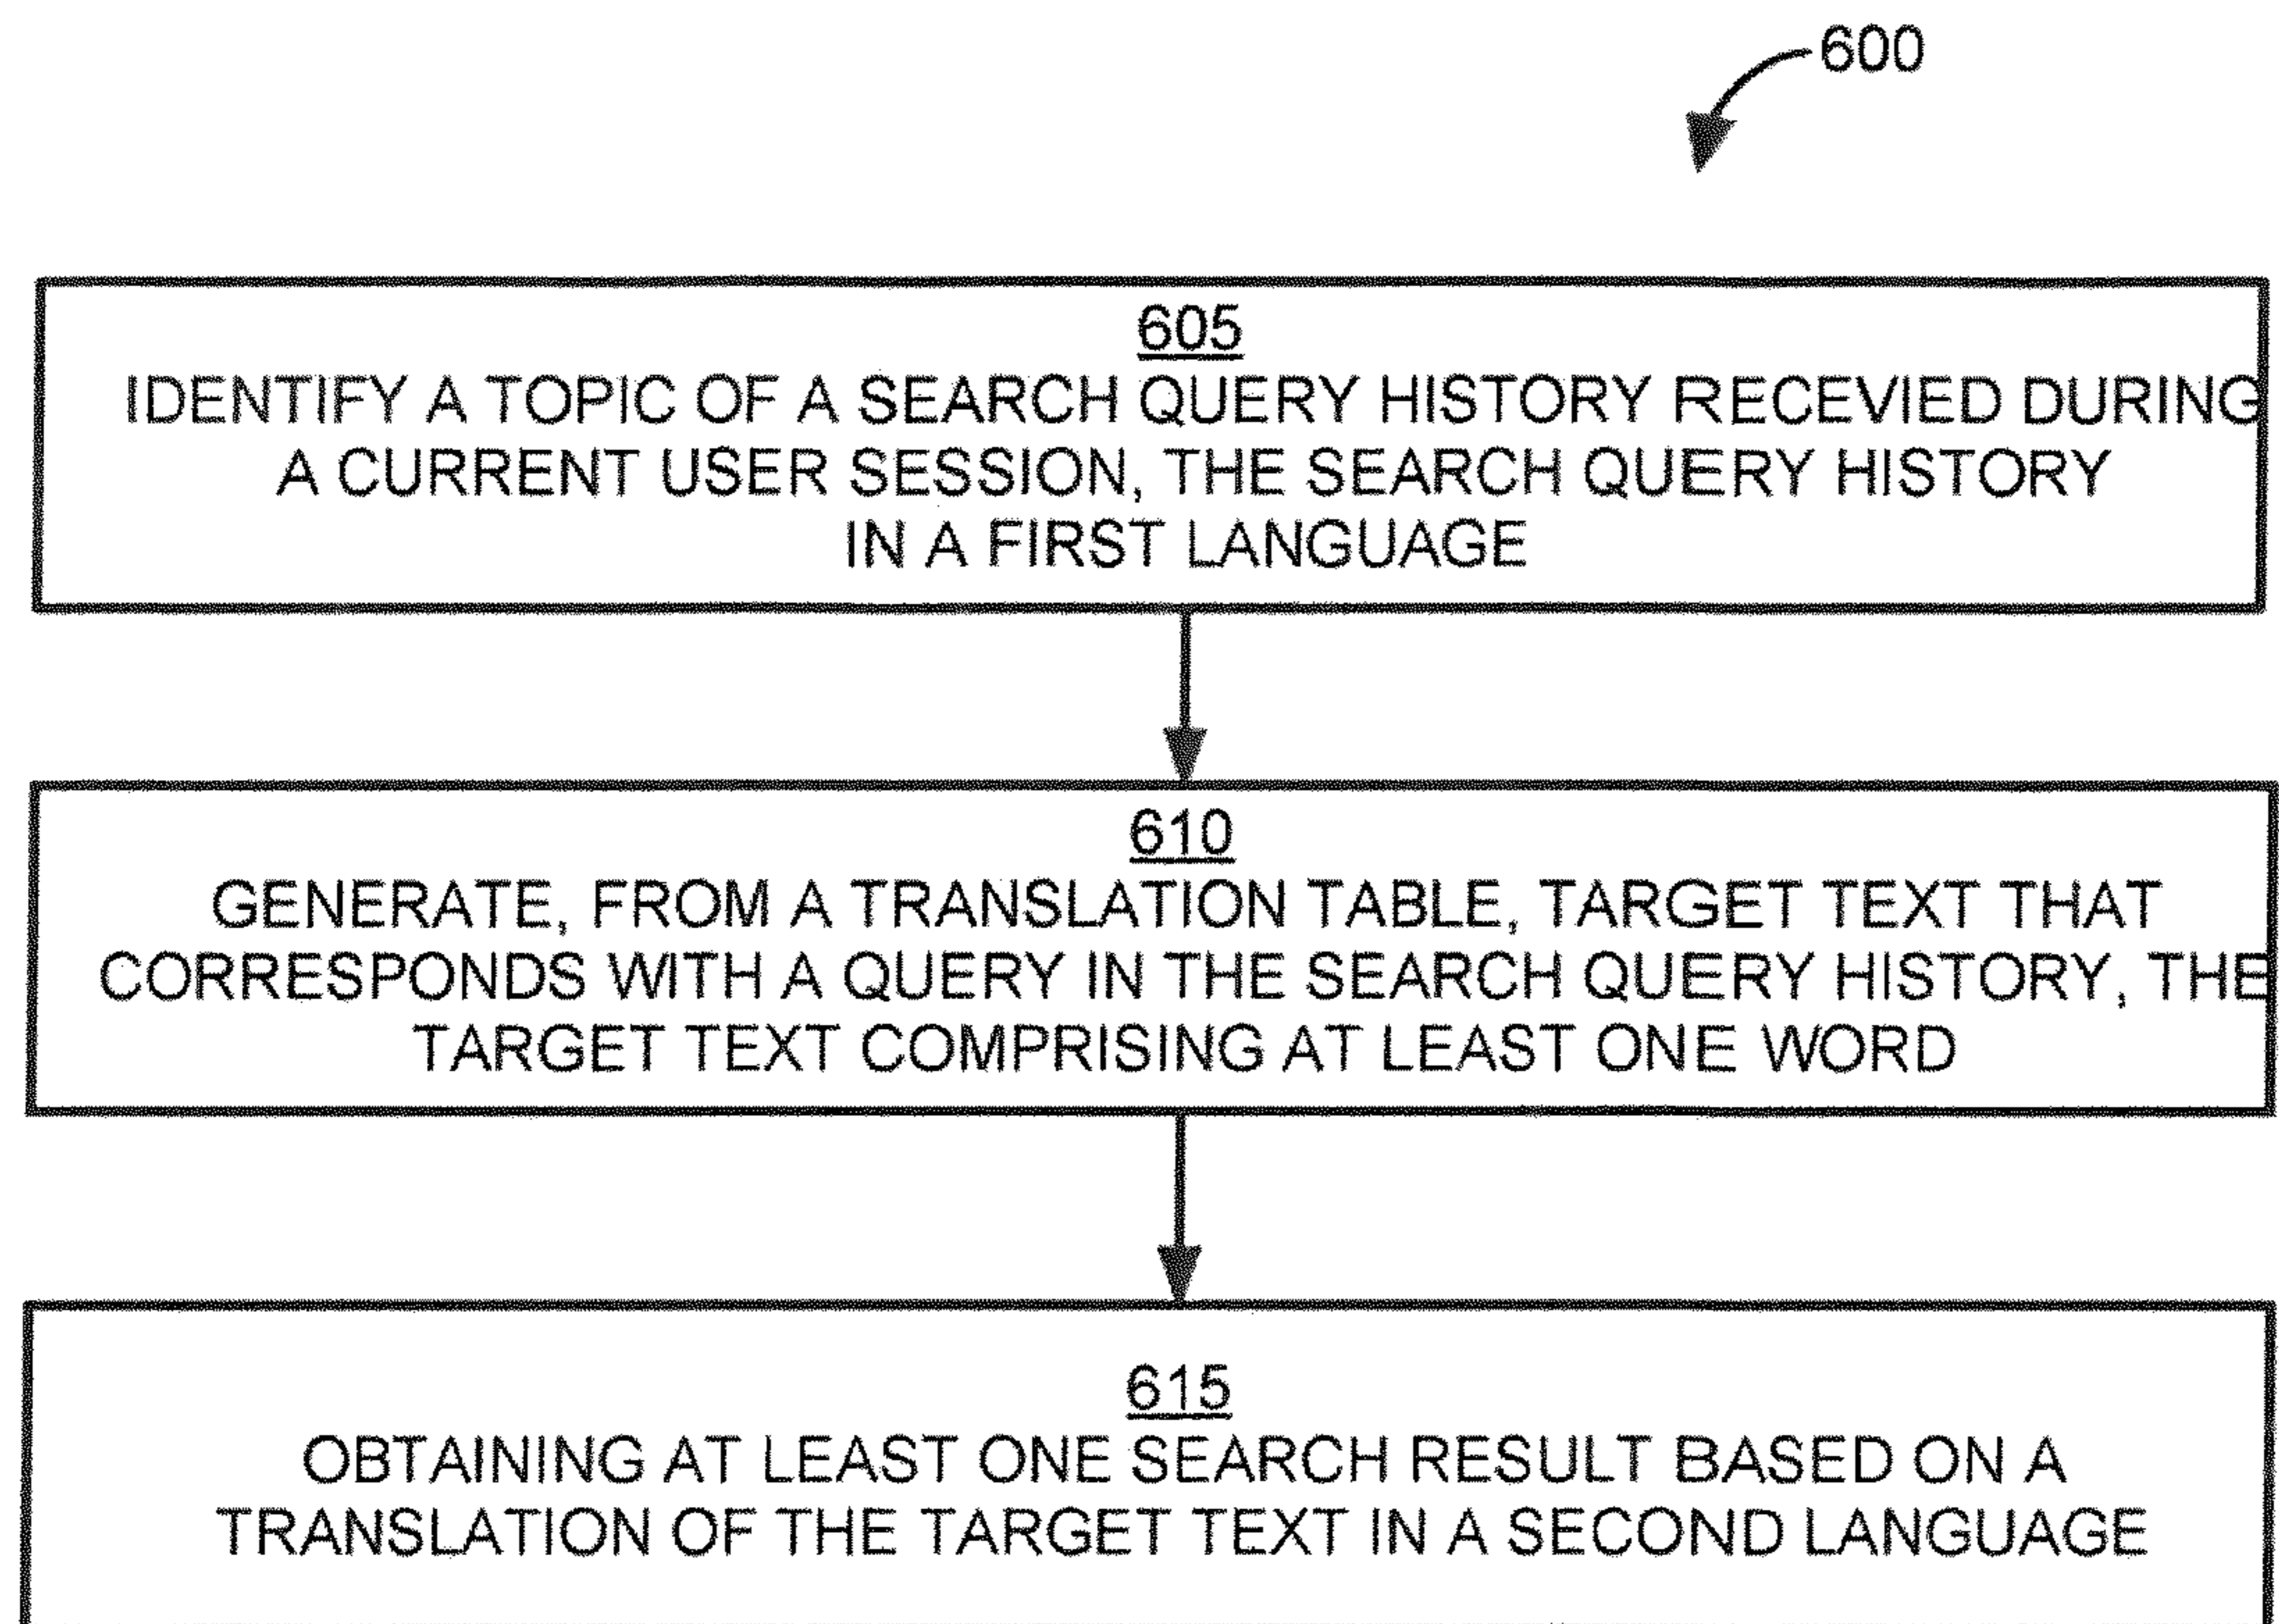 600
605
IDENTIFY A TOPIC OF A SEARCH QUERY HISTORY RECEVIED DURING
A CURRENT USER SESSION, THE SEARCH QUERY HISTORY
IN A FIRST LANGUAGE
610
GENERATE, FROM A TRANSLATION TABLE, TARGET TEXT THAT
CORRESPONDS WITH A QUERY IN THE SEARCH QUERY HISTORY, THE
TARGET TEXT COMPRISING AT LEAST ONE WORD
615
OBTAINING AT LEAST ONE SEARCH RESULT BASED ON A
TRANSLATION OF THE TARGET TEXT IN A SECOND LANGUAGE